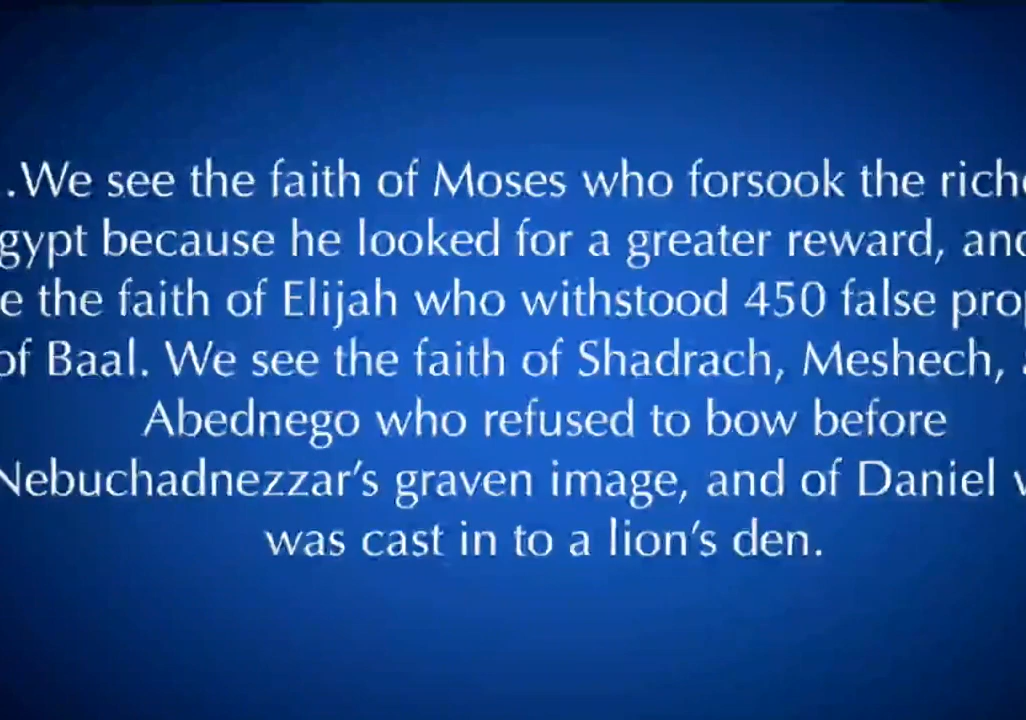 .We see the faith of Moses who forsook the riche
gypt because he looked for a greater reward, and
e the faith of Elijah who withstood 450 false prop
of Baal. We see the faith of Shadrach, Meshech, a
Abednego who refused to bow before
Nebuchadnezzar’s graven image, and of Daniel w
was cast in to a lion’s den.